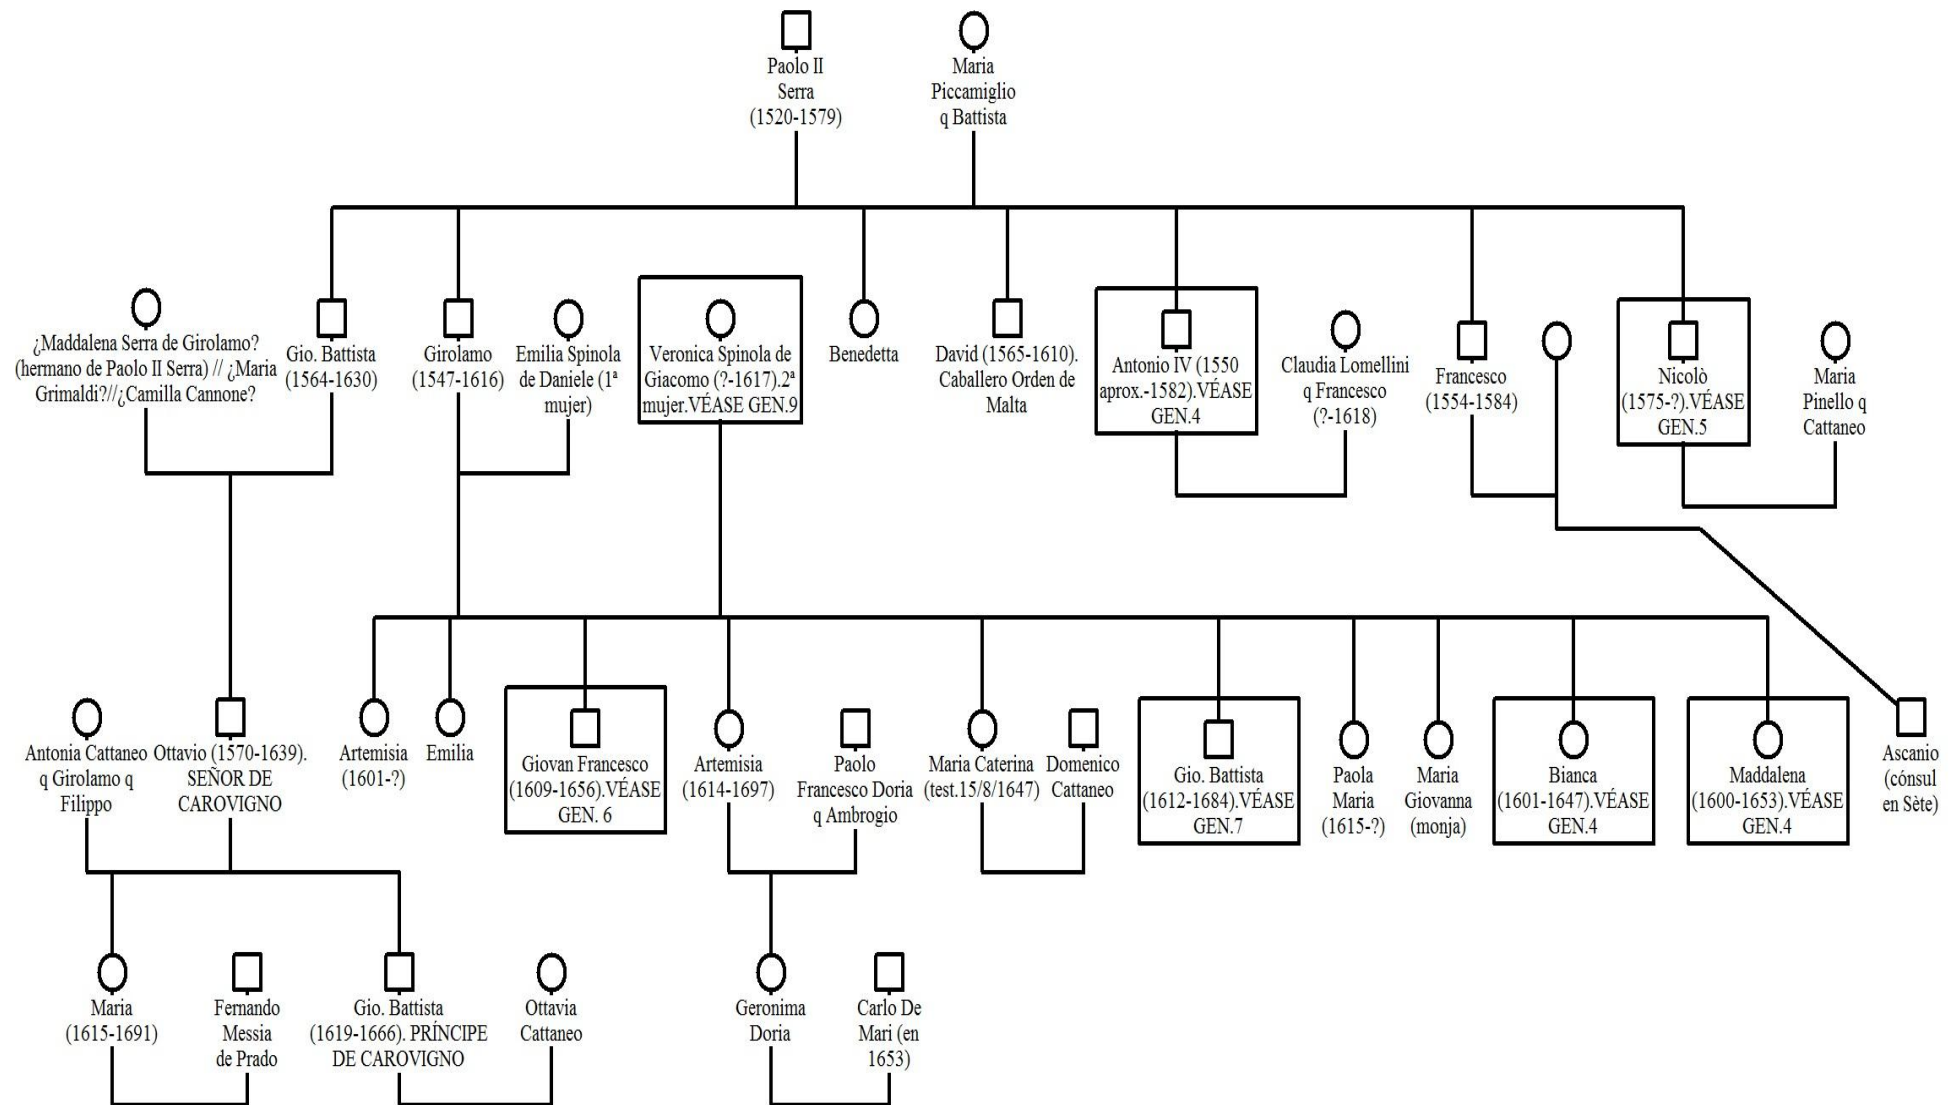 Paolo II
Serra
(1520-1579)
Maria
Piccamiglio
q Battista
¿Maddalena Serra de Girolamo?
(hermano de Paolo II Serra) // ¿Maria
Grimaldi?//¿Camilla Cannone?
Gio. Battista
(1564-1630)
Girolamo
(1547-1616)
Emilia Spinola
de Daniele (1ª
mujer)
Veronica Spinola de
Giacomo (?-1617).2ª
mujer.VÉASE GEN.9
Benedetta
David (1565-1610).
Caballero Orden de
Malta
Antonio IV (1550
aprox.-1582).VÉASE
GEN.4
Claudia Lomellini
q Francesco
(?-1618)
Francesco
(1554-1584)
Nicolò
(1575-?).VÉASE
GEN.5
Maria
Pinello q
Cattaneo
Antonia Cattaneo
q Girolamo q
Filippo
Ottavio (1570-1639).
SEÑOR DE
CAROVIGNO
Artemisia
(1601-?)
Emilia
Giovan Francesco
(1609-1656).VÉASE
GEN. 6
Artemisia
(1614-1697)
Paolo
Francesco Doria
q Ambrogio
Maria Caterina
(test.15/8/1647)
Domenico
Cattaneo
Gio. Battista
(1612-1684).VÉASE
GEN.7
Paola
Maria
(1615-?)
Maria
Giovanna
(monja)
Bianca
(1601-1647).VÉASE
GEN.4
Maddalena
(1600-1653).VÉASE
GEN.4
Ascanio
(cónsul
en Sète)
Maria
(1615-1691)
Fernando
Messia
de Prado
Gio. Battista
(1619-1666). PRÍNCIPE
DE CAROVIGNO
Ottavia
Cattaneo
Geronima
Doria
Carlo De
Mari (en
1653)